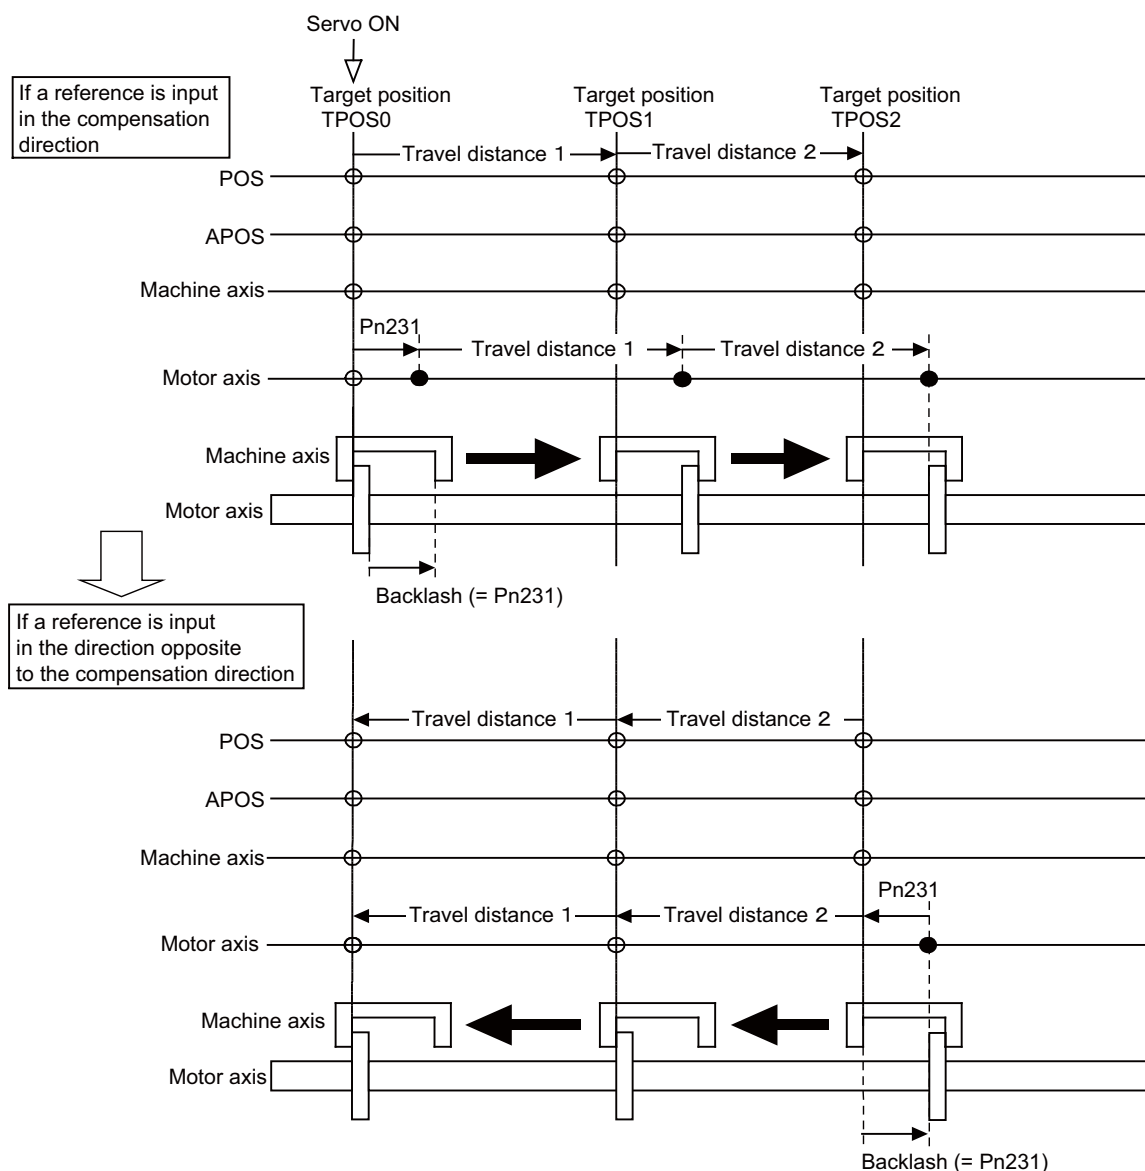 Servo ON
If a reference is input
in the compensation
direction
Target position
TPOS0
Target position
TPOS1
Target position
TPOS2
Travel distance 1
Travel distance 2
POS
APOS
Machine axis
Pn231
Travel distance 1
Travel distance 2
Motor axis
Machine axis
Motor axis
Backlash (= Pn231)
If a reference is input
in the direction opposite
to the compensation direction
Travel distance 1
Travel distance 2
POS
APOS
Machine axis
Pn231
Travel distance 1
Travel distance 2
Motor axis
Machine axis
Motor axis
Backlash (= Pn231)